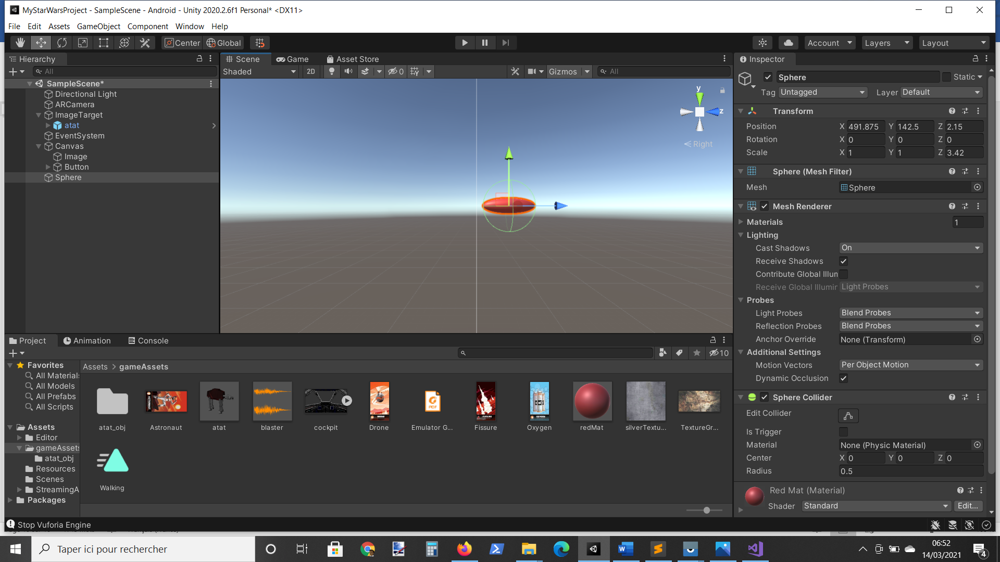 MyStarWarsProject - SampleScene - Android - Unity 2020.2.6f1 Personal* <DX11>
File Edit Assets GameObject Component Window Help
Center Global
Account Layers Layout
Hierarchy
All
SampleScene*
Directional Light
ARCamera
ImageTarget
atat
EventSystem
Canvas
Image
Button
Sphere
Scene Game Asset Store
Shaded 2D 0 Gizmos All
y
z
Right
Inspector
Sphere Static
Tag Untagged Layer Default
Transform
Position X 491.875 Y 142.5 Z 2.15
Rotation X 0 Y 0 Z 0
Scale X 1 Y 1 Z 3.42
Sphere (Mesh Filter)
Mesh Sphere
Mesh Renderer
Materials 1
Lighting
Cast Shadows On
Receive Shadows
Contribute Global Illum
Receive Global Illumir Light Probes
Probes
Light Probes Blend Probes
Reflection Probes Blend Probes
Anchor Override None (Transform)
Additional Settings
Motion Vectors Per Object Motion
Dynamic Occlusion
Sphere Collider
Edit Collider
Is Trigger
Material None (Physic Material)
Center X 0 Y 0 Z 0
Radius 0.5
Red Mat (Material)
Shader Standard Edit...
Project Animation Console
10
Favorites
All Materials
All Models
All Prefabs
All Scripts
Assets
Editor
gameAssets
atat_obj
Resources
Scenes
StreamingA
Packages
Assets > gameAssets
atat_obj Astronaut atat blaster cockpit Drone Emulator G... Fissure Oxygen redMat silverTextu... TextureGr...
Walking
Stop Vuforia Engine
Taper ici pour rechercher
06:52
14/03/2021
4